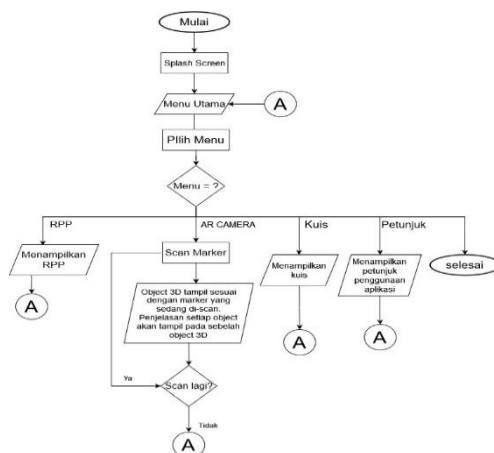 Mulai
Splash Screen
Menu Utama
A
PIlih Menu
Menu = ?
RPP
AR CAMERA
Kuis
Petunjuk
Menampilkan
RPP
Scan Marker
Menampilkan
kuis
Menampilkan
petunjuk
penggunaan
aplikasi
selesai
A
Object 3D tampil sesuai
dengan marker yang
sedang di-scan.
Penjelasan setiap object
akan tampil pada sebelah
object 3D
A
A
Ya
Scan lagi?
Tidak
A